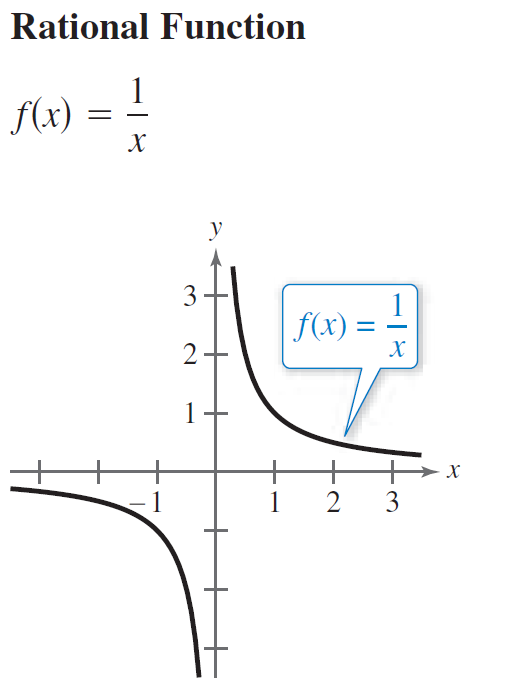 Rational Function
f(x) = 1/x
y
3
f(x) = 1/x
2
1
x
-1 1 2 3